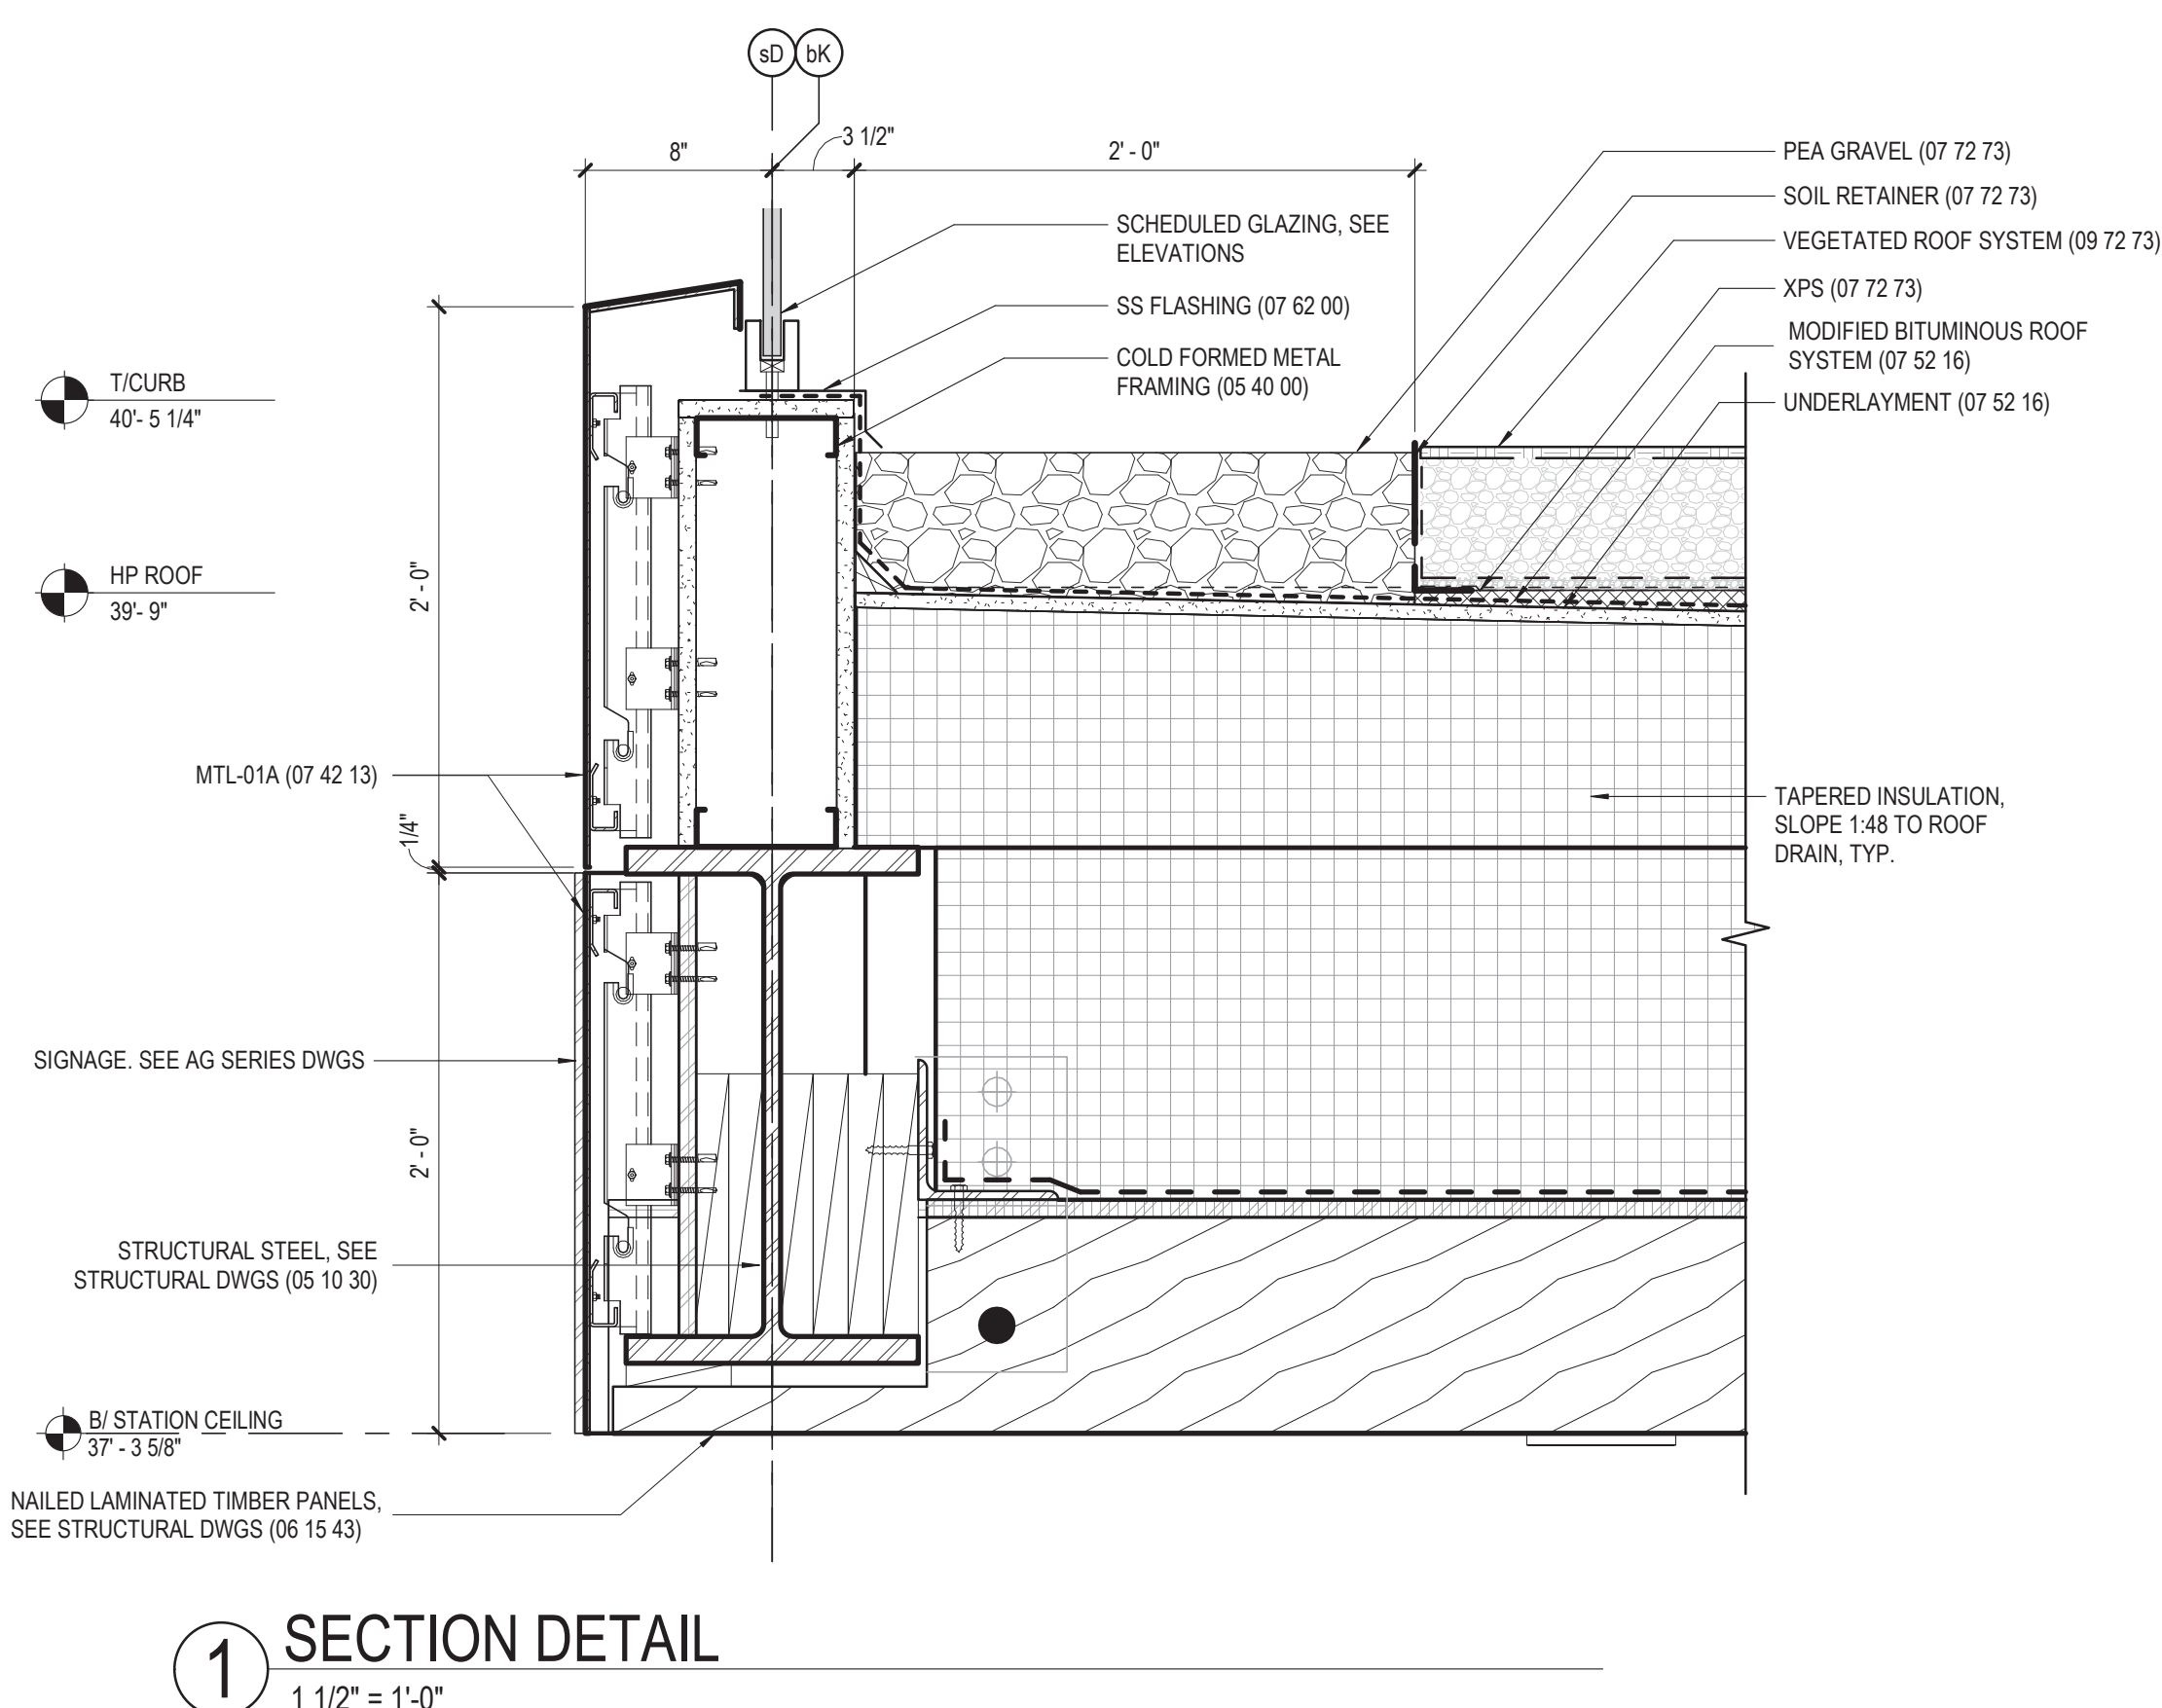 sD bK
8"
3 1/2"
2' - 0"
PEA GRAVEL (07 72 73)
SOIL RETAINER (07 72 73)
VEGETATED ROOF SYSTEM (09 72 73)
XPS (07 72 73)
MODIFIED BITUMINOUS ROOF
SYSTEM (07 52 16)
UNDERLAYMENT (07 52 16)
SCHEDULED GLAZING, SEE
ELEVATIONS
SS FLASHING (07 62 00)
COLD FORMED METAL
FRAMING (05 40 00)
T/CURB
40'- 5 1/4"
HP ROOF
39'- 9"
2' - 0"
MTL-01A (07 42 13)
1/4"
TAPERED INSULATION,
SLOPE 1:48 TO ROOF
DRAIN, TYP.
SIGNAGE. SEE AG SERIES DWGS
2' - 0"
STRUCTURAL STEEL, SEE
STRUCTURAL DWGS (05 10 30)
B/ STATION CEILING
37' - 3 5/8"
NAILED LAMINATED TIMBER PANELS,
SEE STRUCTURAL DWGS (06 15 43)
1 SECTION DETAIL
1 1/2" = 1'-0"